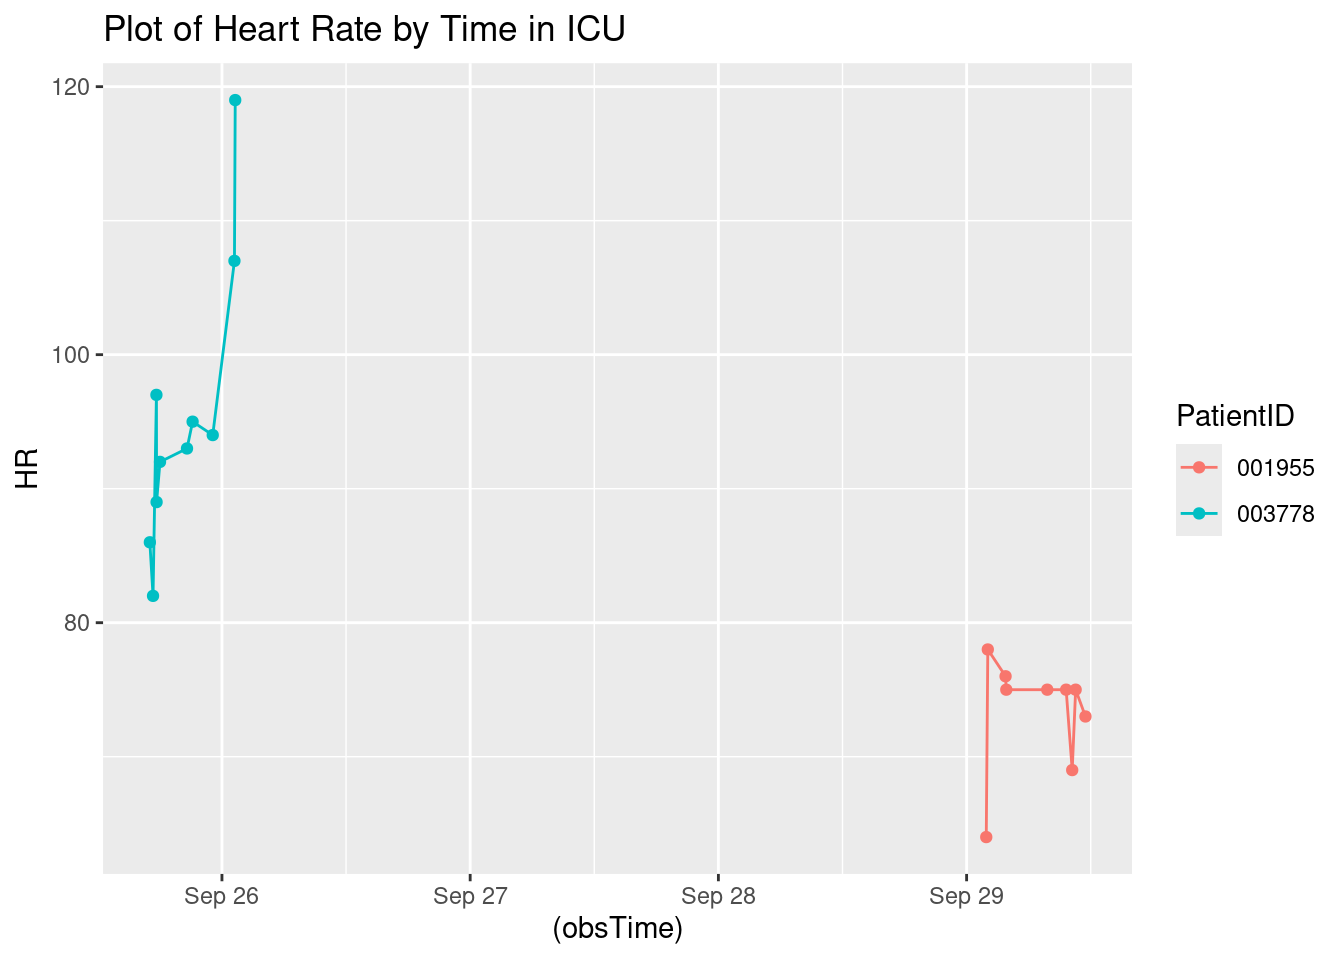 Plot of Heart Rate by Time in ICU
120
100
80
HR
Sep 26
Sep 27
Sep 28
Sep 29
(obsTime)
PatientID
001955
003778